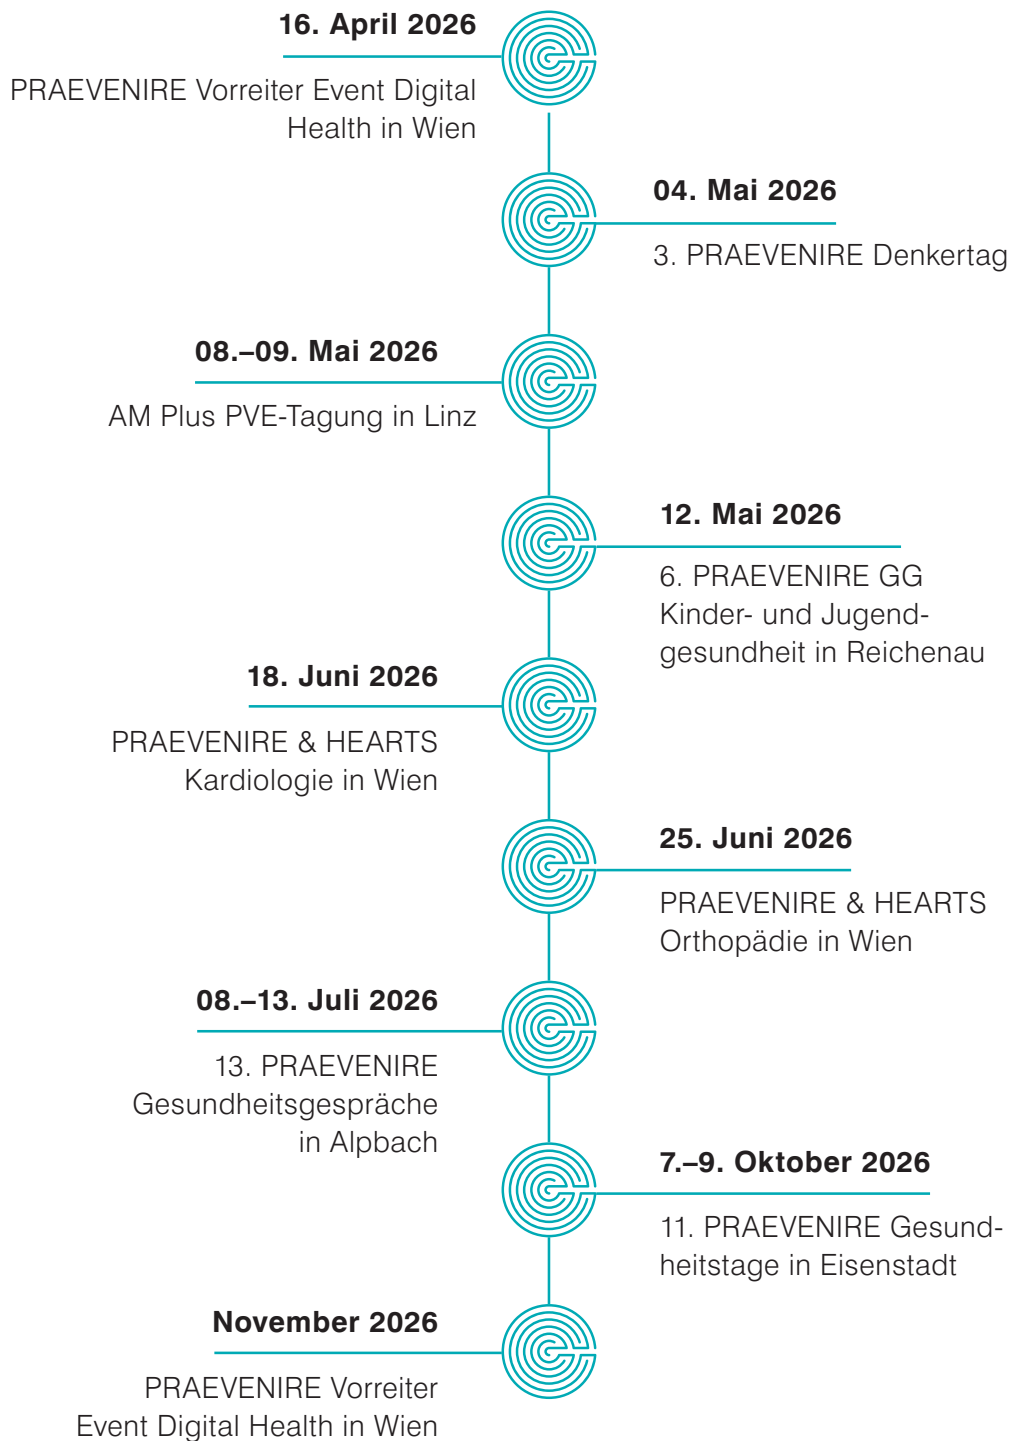 16. April 2026
PRAEVENIRE Vorreiter Event Digital
Health in Wien
04. Mai 2026
3. PRAEVENIRE Denkertag
08.–09. Mai 2026
AM Plus PVE-Tagung in Linz
12. Mai 2026
6. PRAEVENIRE GG
Kinder- und Jugend-
gesundheit in Reichenau
18. Juni 2026
PRAEVENIRE & HEARTS
Kardiologie in Wien
25. Juni 2026
PRAEVENIRE & HEARTS
Orthopädie in Wien
08.–13. Juli 2026
13. PRAEVENIRE
Gesundheitsgespräche
in Alpbach
7.–9. Oktober 2026
11. PRAEVENIRE Gesund-
heitstage in Eisenstadt
November 2026
PRAEVENIRE Vorreiter
Event Digital Health in Wien